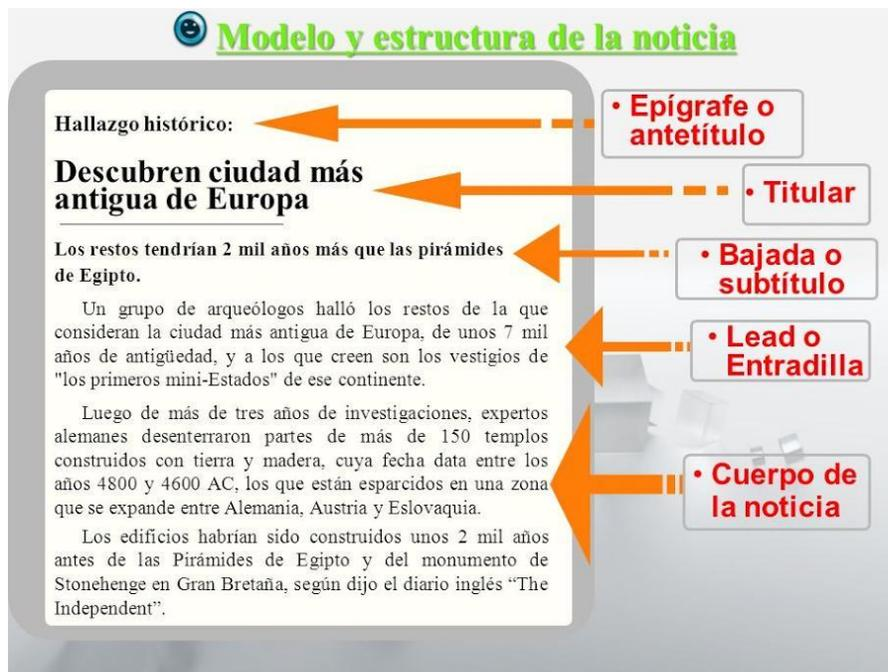 Modelo y estructura de la noticia
Hallazgo histórico:
• Epígrafe o
antetítulo
Descubren ciudad más
antigua de Europa
• Titular
Los restos tendrían 2 mil años más que las pirámides
de Egipto.
• Bajada o
subtítulo
Un grupo de arqueólogos halló los restos de la que
consideran la ciudad más antigua de Europa, de unos 7 mil
años de antigüedad, y a los que creen son los vestigios de
"los primeros mini-Estados" de ese continente.
• Lead o
Entradilla
Luego de más de tres años de investigaciones, expertos
alemanes desenterraron partes de más de 150 templos
construidos con tierra y madera, cuya fecha data entre los
años 4800 y 4600 AC, los que están esparcidos en una zona
que se expande entre Alemania, Austria y Eslovaquia.
Los edificios habrían sido construidos unos 2 mil años
antes de las Pirámides de Egipto y del monumento de
Stonehenge en Gran Bretaña, según dijo el diario inglés “The
Independent”.
• Cuerpo de
la noticia